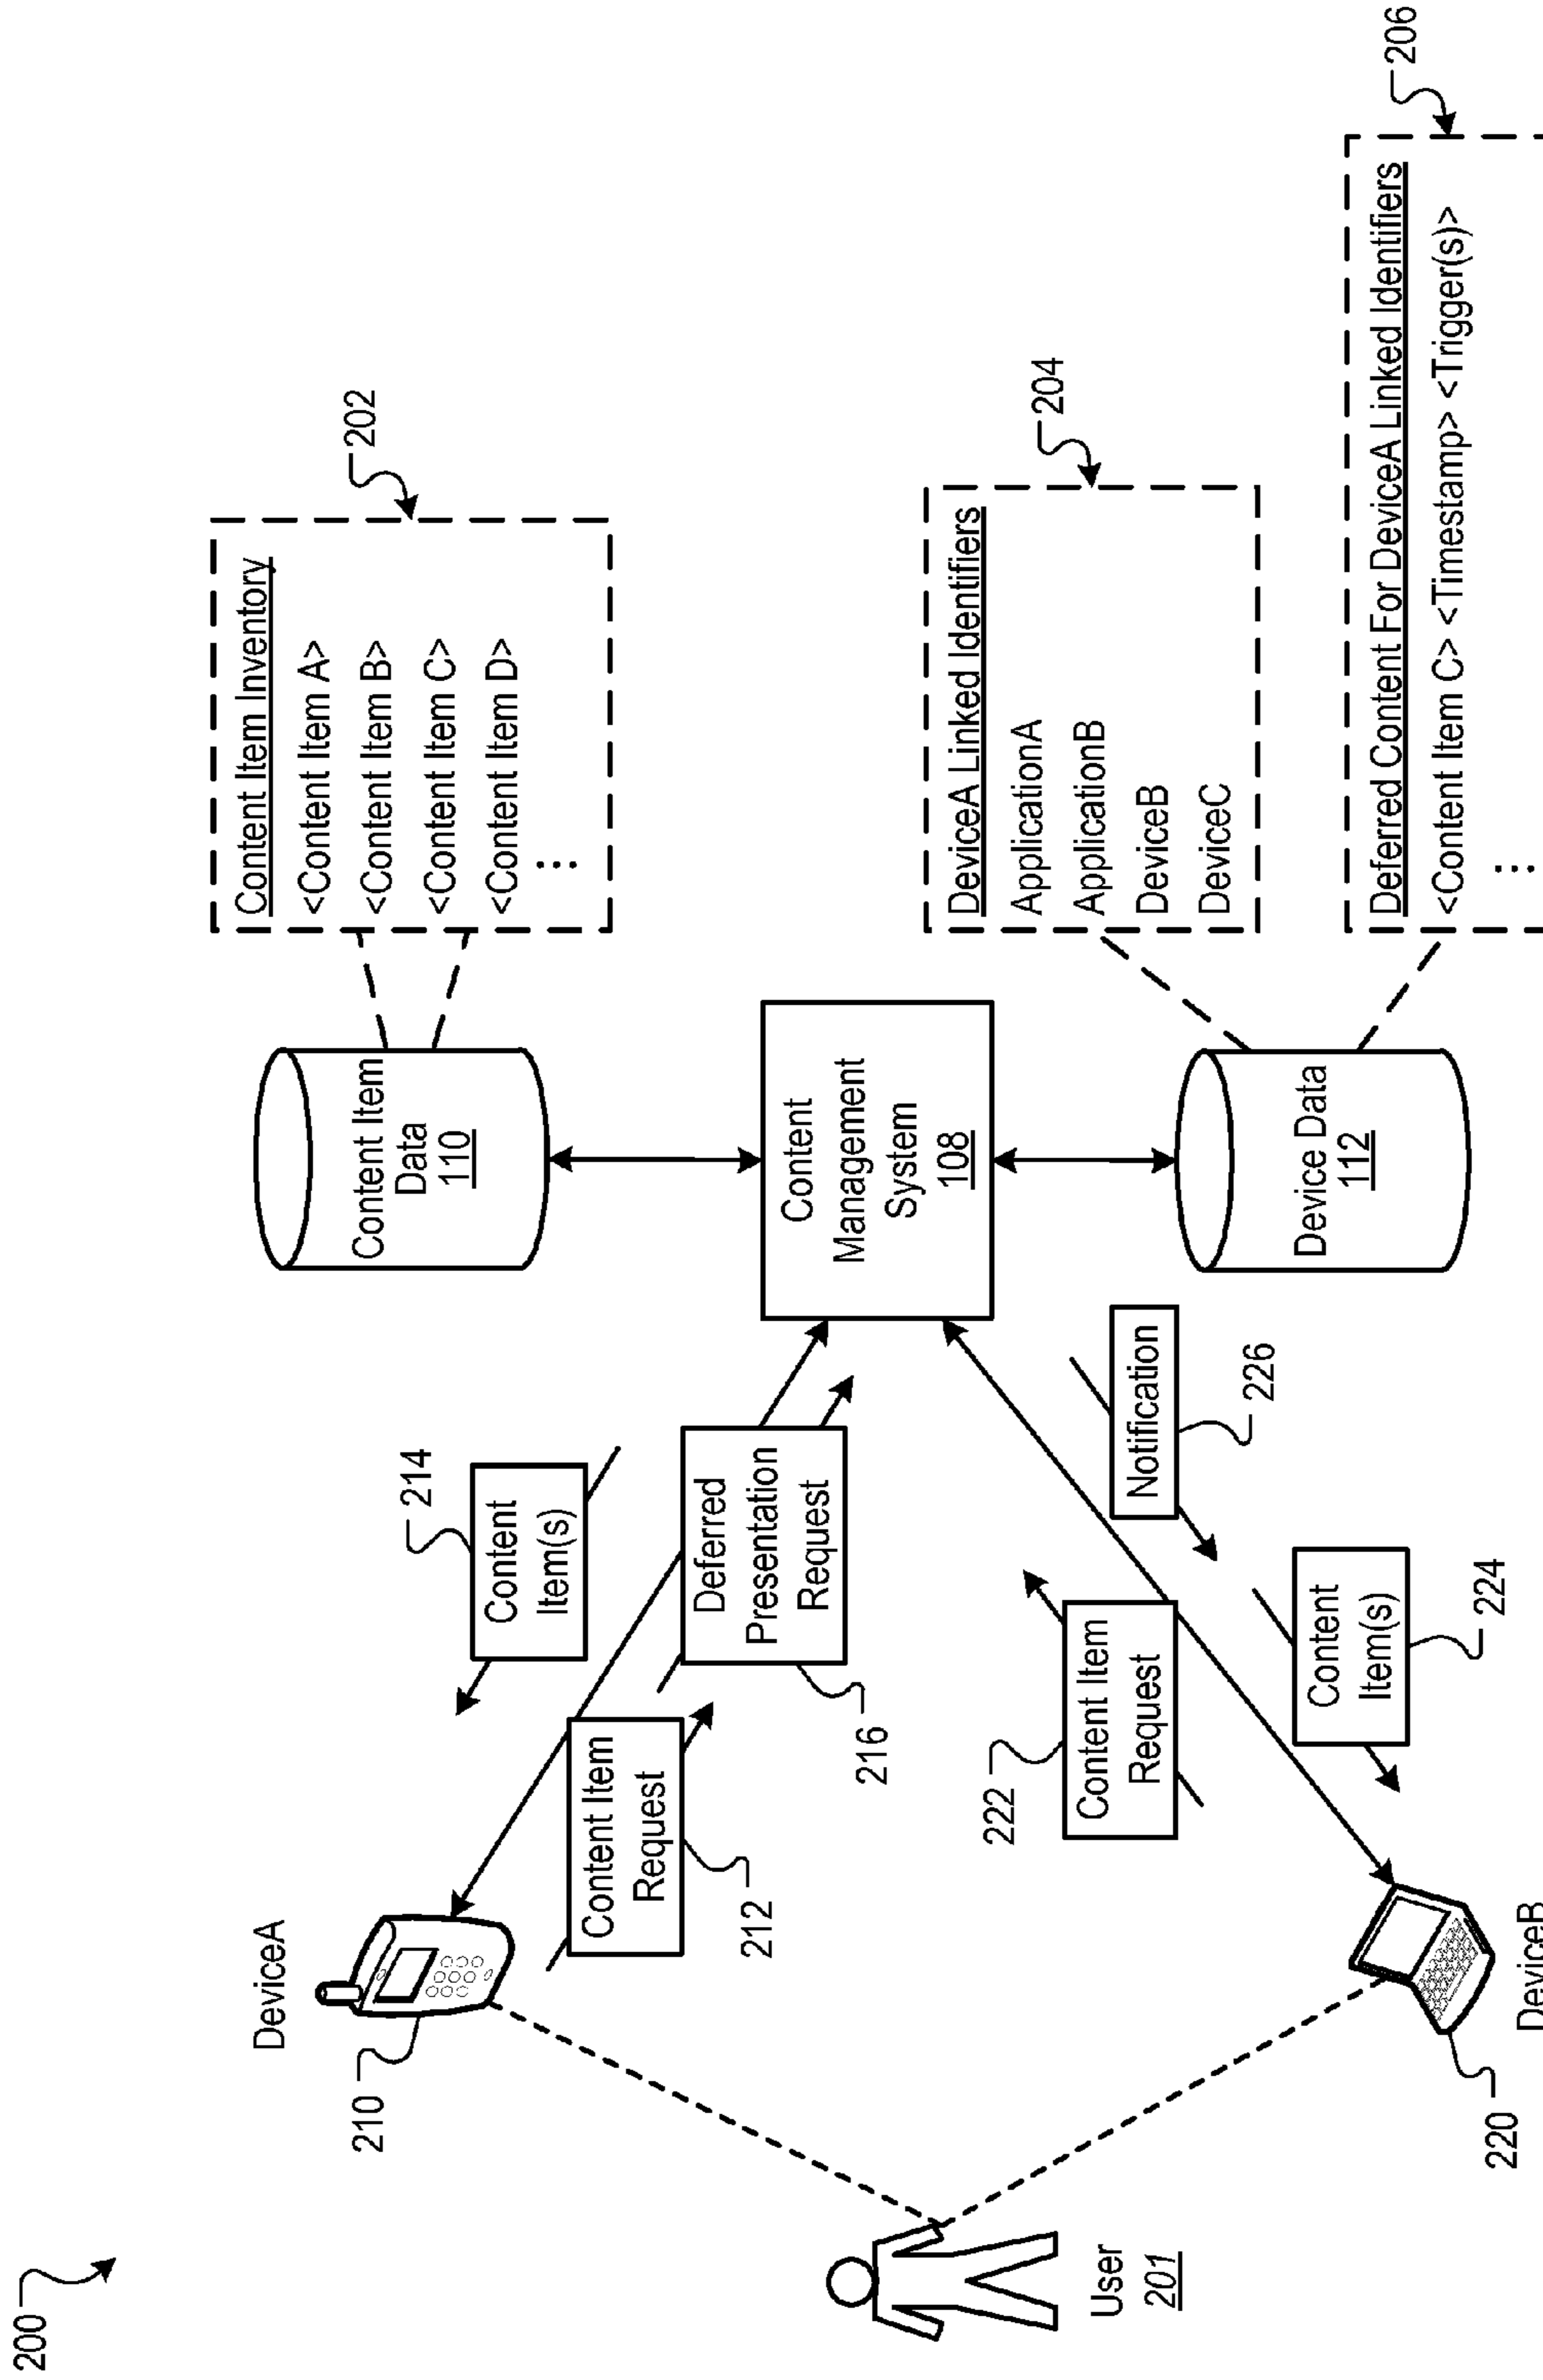 200
DeviceA
210
Content Item
Request
212
Content
Item(s)
214
Deferred
Presentation
Request
216
User
201
Content Item
Data
110
Content Item Inventory
<Content Item A>
<Content Item B>
<Content Item C>
<Content Item D>
202
Content
Management
System
108
DeviceA Linked Identifiers
ApplicationA
ApplicationB
DeviceB
DeviceC
204
Content Item
Request
222
Notification
226
Content
Item(s)
224
220
DeviceB
Device Data
112
Deferred Content For DeviceA Linked Identifiers
<Content Item C> <Timestamp> <Trigger(s)>
206